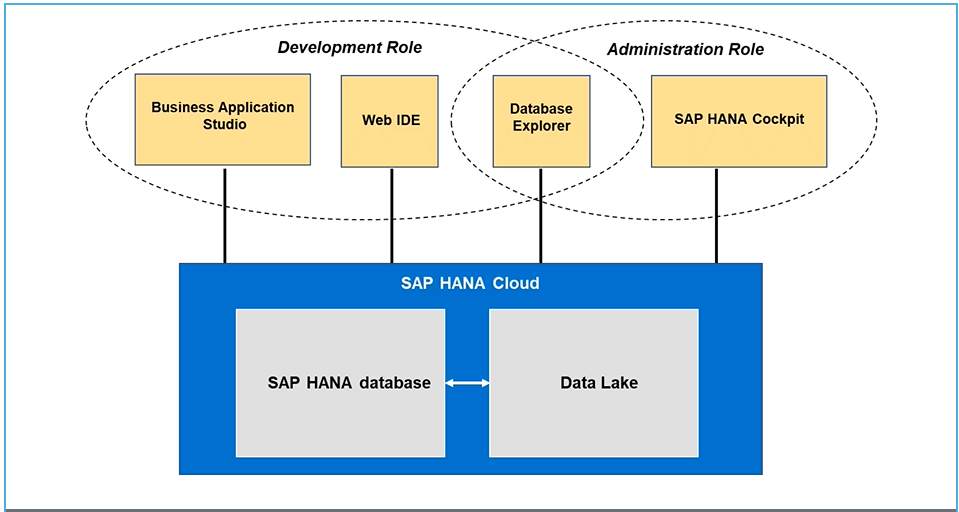 Development Role
Administration Role
Business Application
Studio
Web IDE
Database
Explorer
SAP HANA Cockpit
SAP HANA Cloud
SAP HANA database
Data Lake